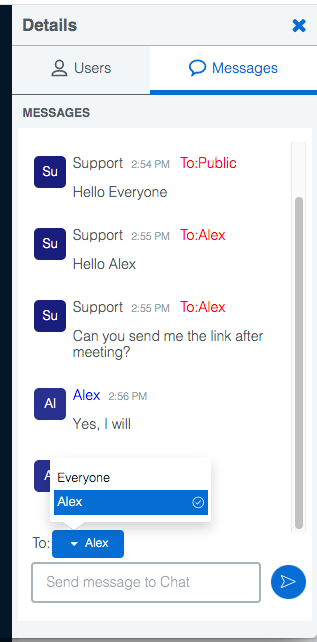 Details
Users Messages
MESSAGES
Su Support 2:54 PM To:Public
Hello Everyone
Su Support 2:55 PM To:Alex
Hello Alex
Su Support 2:55 PM To:Alex
Can you send me the link after
meeting?
Al Alex 2:56 PM
Yes, I will
Everyone
Alex
To: Alex
Send message to Chat